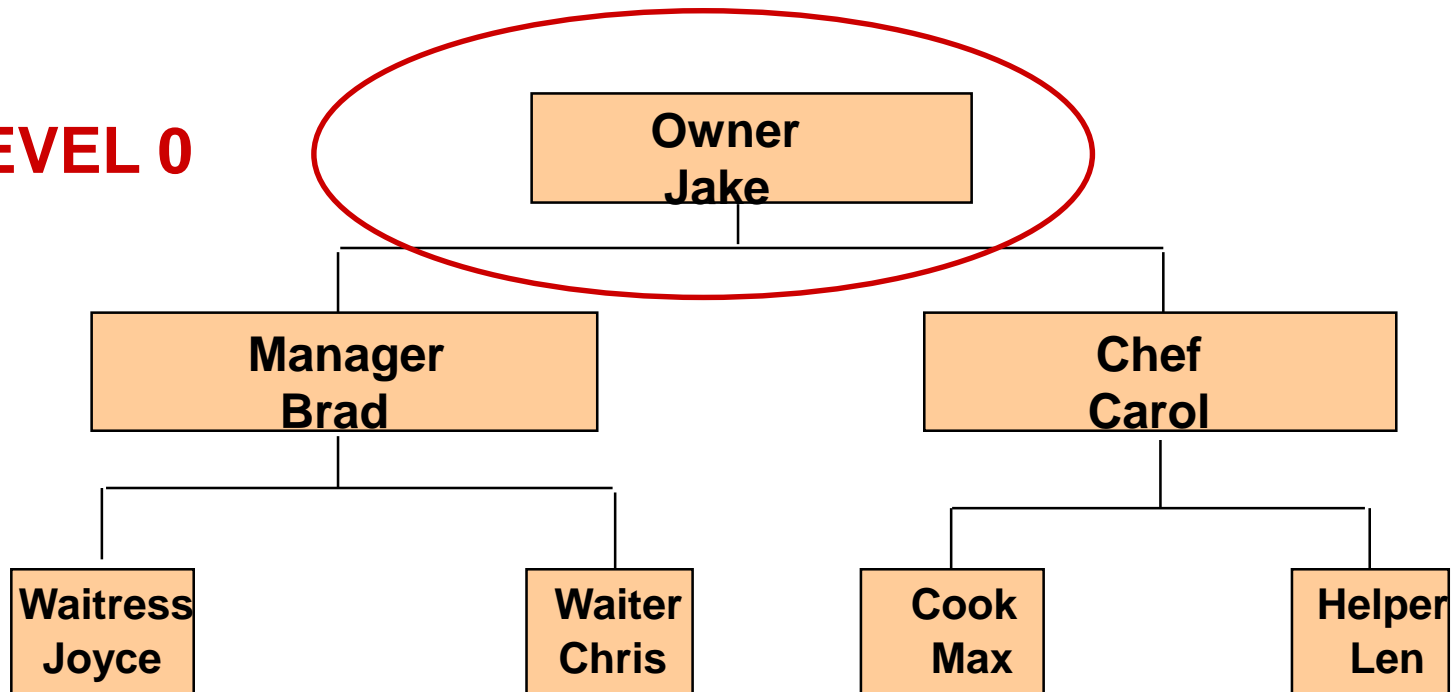 EVEL 0
Owner
Jake
Manager
Brad
Chef
Carol
Waitress
Joyce
Waiter
Chris
Cook
Max
Helper
Len